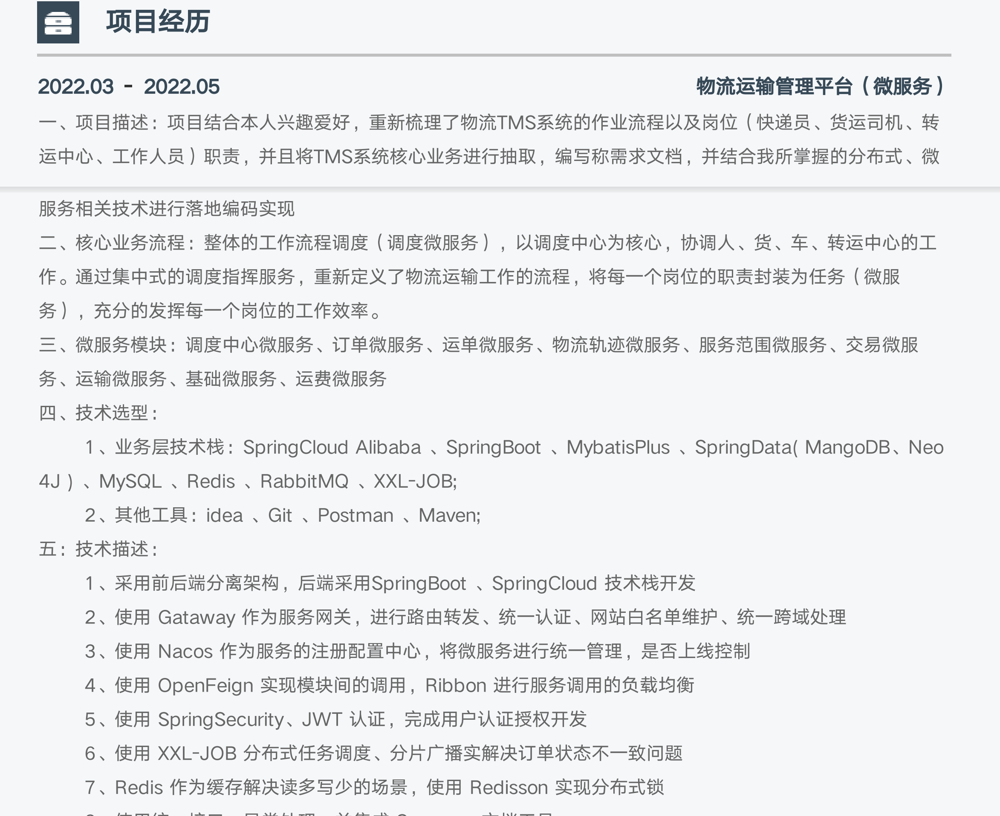 项目经历
2022.03 - 2022.05 物流运输管理平台（微服务）
一、项目描述：项目结合本人兴趣爱好，重新梳理了物流TMS系统的作业流程以及岗位（快递员、货运司机、转
运中心、工作人员）职责，并且将TMS系统核心业务进行抽取，编写称需求文档，并结合我所掌握的分布式、微
服务相关技术进行落地编码实现
二、核心业务流程：整体的工作流程调度（调度微服务），以调度中心为核心，协调人、货、车、转运中心的工
作。通过集中式的调度指挥服务，重新定义了物流运输工作的流程，将每一个岗位的职责封装为任务（微服
务），充分的发挥每一个岗位的工作效率。
三、微服务模块：调度中心微服务、订单微服务、运单微服务、物流轨迹微服务、服务范围微服务、交易微服
务、运输微服务、基础微服务、运费微服务
四、技术选型：
1、业务层技术栈：SpringCloud Alibaba 、SpringBoot 、MybatisPlus 、SpringData( MangoDB、Neo
4J ）、MySQL 、Redis 、RabbitMQ 、XXL-JOB;
2、其他工具：idea 、Git 、Postman 、Maven;
五：技术描述：
1、采用前后端分离架构，后端采用SpringBoot 、SpringCloud 技术栈开发
2、使用 Gataway 作为服务网关，进行路由转发、统一认证、网站白名单维护、统一跨域处理
3、使用 Nacos 作为服务的注册配置中心，将微服务进行统一管理，是否上线控制
4、使用 OpenFeign 实现模块间的调用，Ribbon 进行服务调用的负载均衡
5、使用 SpringSecurity、JWT 认证，完成用户认证授权开发
6、使用 XXL-JOB 分布式任务调度、分片广播实解决订单状态不一致问题
7、Redis 作为缓存解决读多写少的场景，使用 Redisson 实现分布式锁